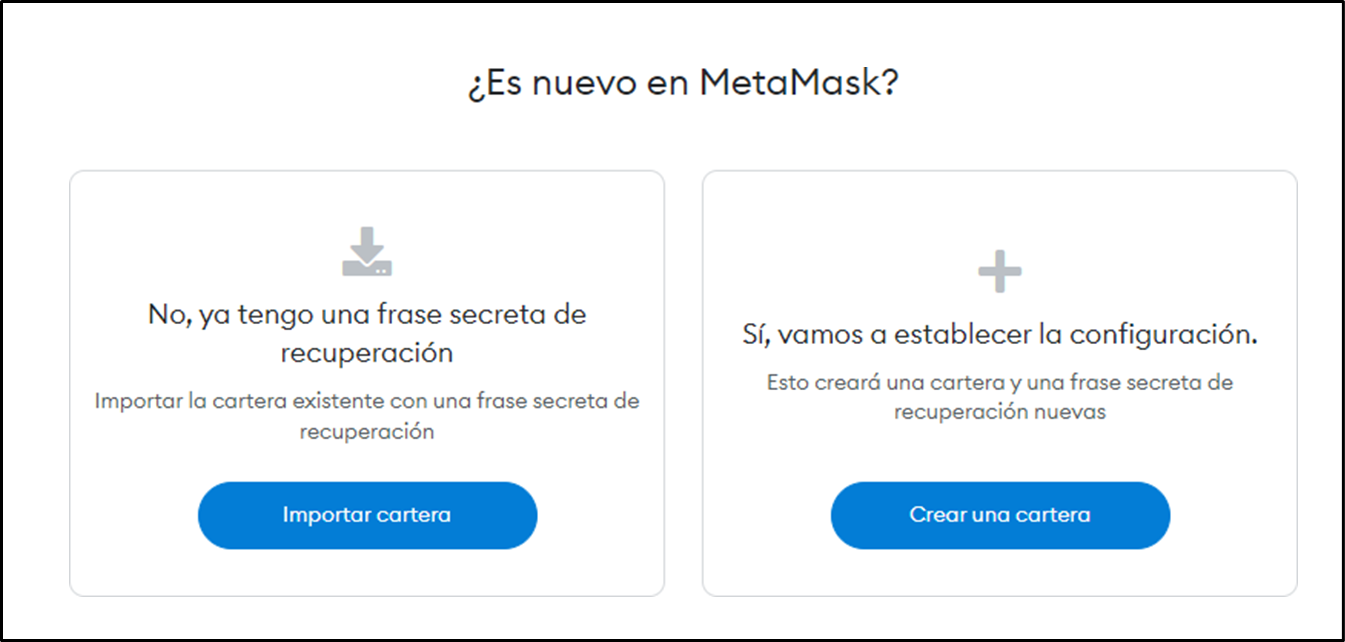 ¿Es nuevo en MetaMask?
No, ya tengo una frase secreta de
recuperación
Importar la cartera existente con una frase secreta de
recuperación
Importar cartera
Sí, vamos a establecer la configuración.
Esto creará una cartera y una frase secreta de
recuperación nuevas
Crear una cartera